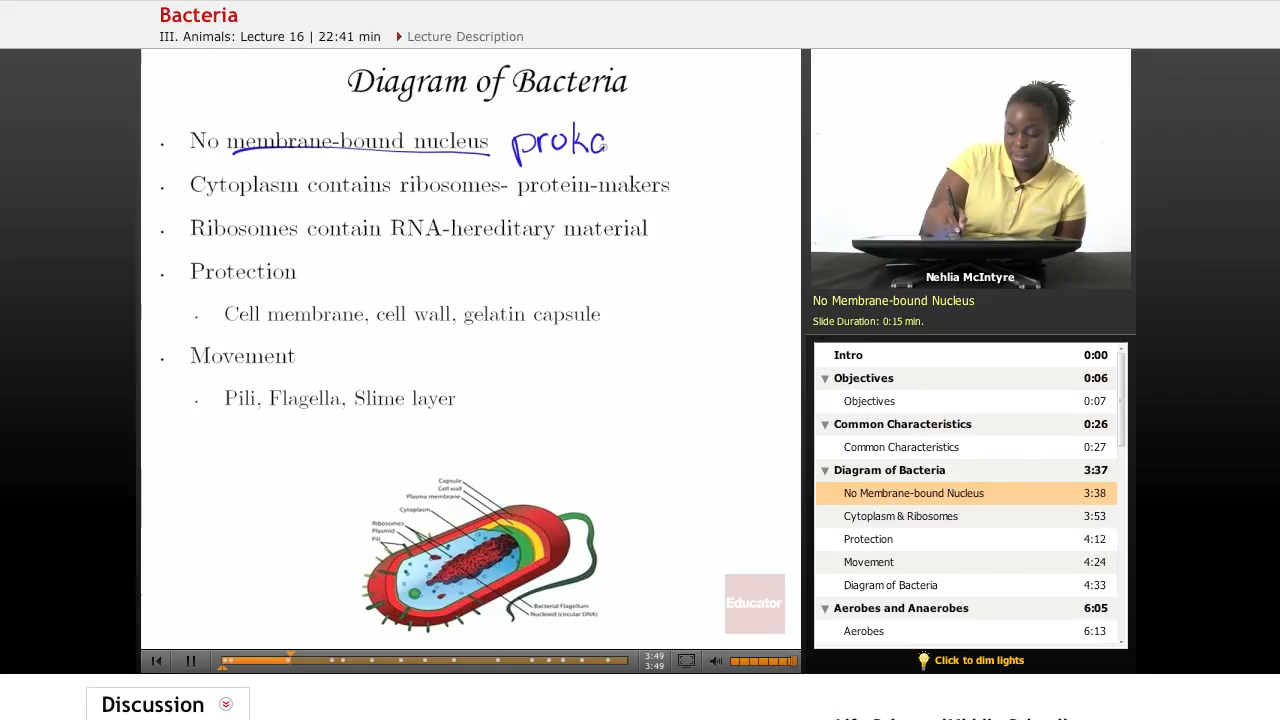 Bacteria
III. Animals: Lecture 16 | 22:41 min
Lecture Description
Diagram of Bacteria
No membrane-bound nucleus proka
Cytoplasm contains ribosomes- protein-makers
Ribosomes contain RNA-hereditary material
Protection
Cell membrane, cell wall, gelatin capsule
Movement
Pili, Flagella, Slime layer
Capsule
Cell wall
Plasma membrane
Cytoplasm
Ribosomes
Plasmid
Pili
Bacterial Flagellum
Nucleoid (circular DNA)
Educator
3:49
3:49
Nehlia McIntyre
No Membrane-bound Nucleus
Slide Duration: 0:15 min.
Intro 0:00
Objectives 0:06
Objectives 0:07
Common Characteristics 0:26
Common Characteristics 0:27
Diagram of Bacteria 3:37
No Membrane-bound Nucleus 3:38
Cytoplasm & Ribosomes 3:53
Protection 4:12
Movement 4:24
Diagram of Bacteria 4:33
Aerobes and Anaerobes 6:05
Aerobes 6:13
Click to dim lights
Discussion